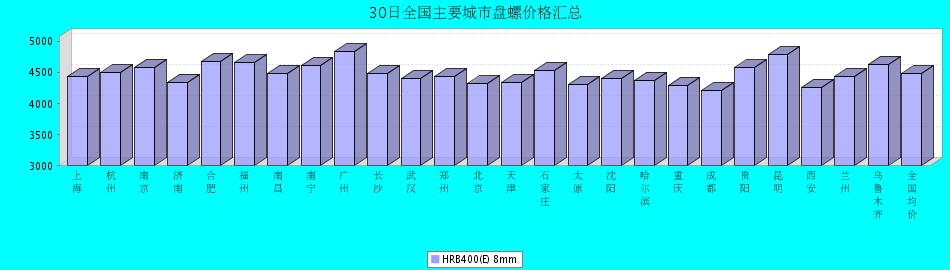 30日全国主要城市盘螺价格汇总
5000
4500
4000
3500
3000
上海
杭州
南京
济南
合肥
福州
南昌
南宁
广州
长沙
武汉
郑州
北京
天津
石家庄
太原
沈阳
哈尔滨
重庆
成都
贵阳
昆明
西安
兰州
乌鲁木齐
全国均价
HRB400(E) 8mm